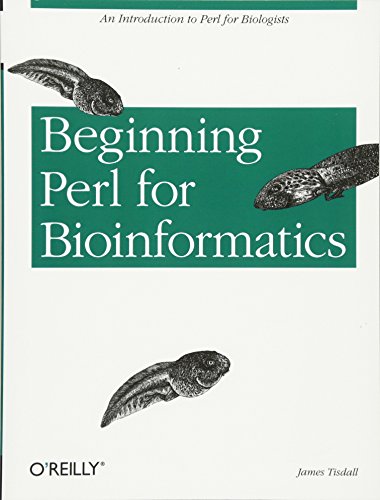 An Introduction to Perl for Biologists
Beginning
Perl for
Bioinformatics
O'REILLY®
James Tisdall